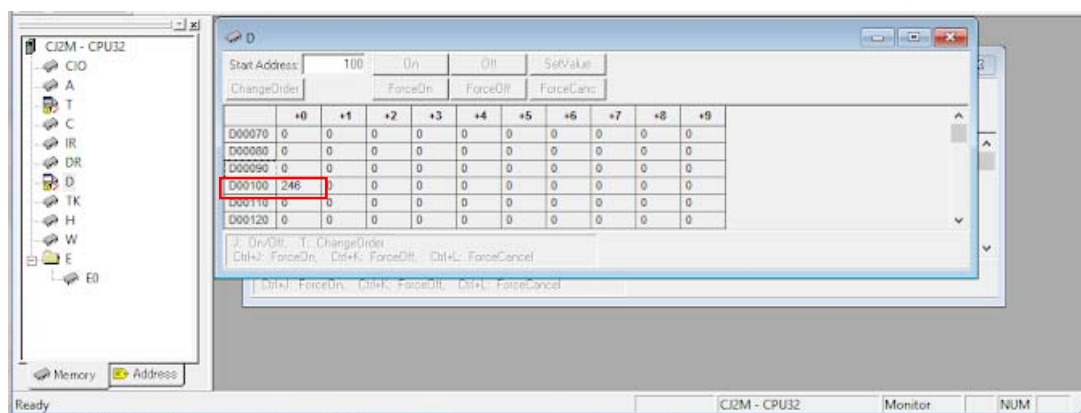 CJ2M - CPU32
CIO
A
T
C
IR
DR
D
TK
H
W
E
E0
Memory
Address
D
Start Address: 100 On Off SetValue
ChangeOrder ForceOn ForceOff ForceCanc
+0 +1 +2 +3 +4 +5 +6 +7 +8 +9
D00070 0 0 0 0 0 0 0 0 0 0
D00080 0 0 0 0 0 0 0 0 0 0
D00090 0 0 0 0 0 0 0 0 0 0
D00100 246 0 0 0 0 0 0 0 0 0
D00110 0 0 0 0 0 0 0 0 0 0
D00120 0 0 0 0 0 0 0 0 0 0
J: On/Off, T: ChangeOrder
Ctrl+J: ForceOn, Ctrl+K: ForceOff, Ctrl+L: ForceCancel
Ctrl+J: ForceOn, Ctrl+K: ForceOff, Ctrl+L: ForceCancel
Ready CJ2M - CPU32 Monitor NUM